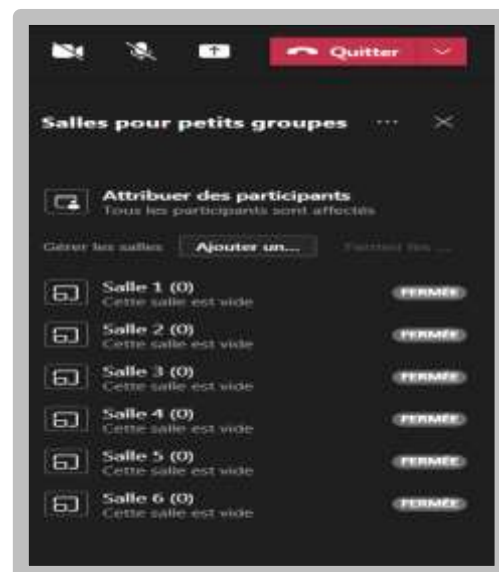 Quitter
Salles pour petits groupes
Attribuer des participants
Tous les participants sont affectés
Gérer les salles Ajouter un... Fermer les ...
Salle 1 (0)
Cette salle est vide
FERMÉE
Salle 2 (0)
Cette salle est vide
FERMÉE
Salle 3 (0)
Cette salle est vide
FERMÉE
Salle 4 (0)
Cette salle est vide
FERMÉE
Salle 5 (0)
Cette salle est vide
FERMÉE
Salle 6 (0)
Cette salle est vide
FERMÉE